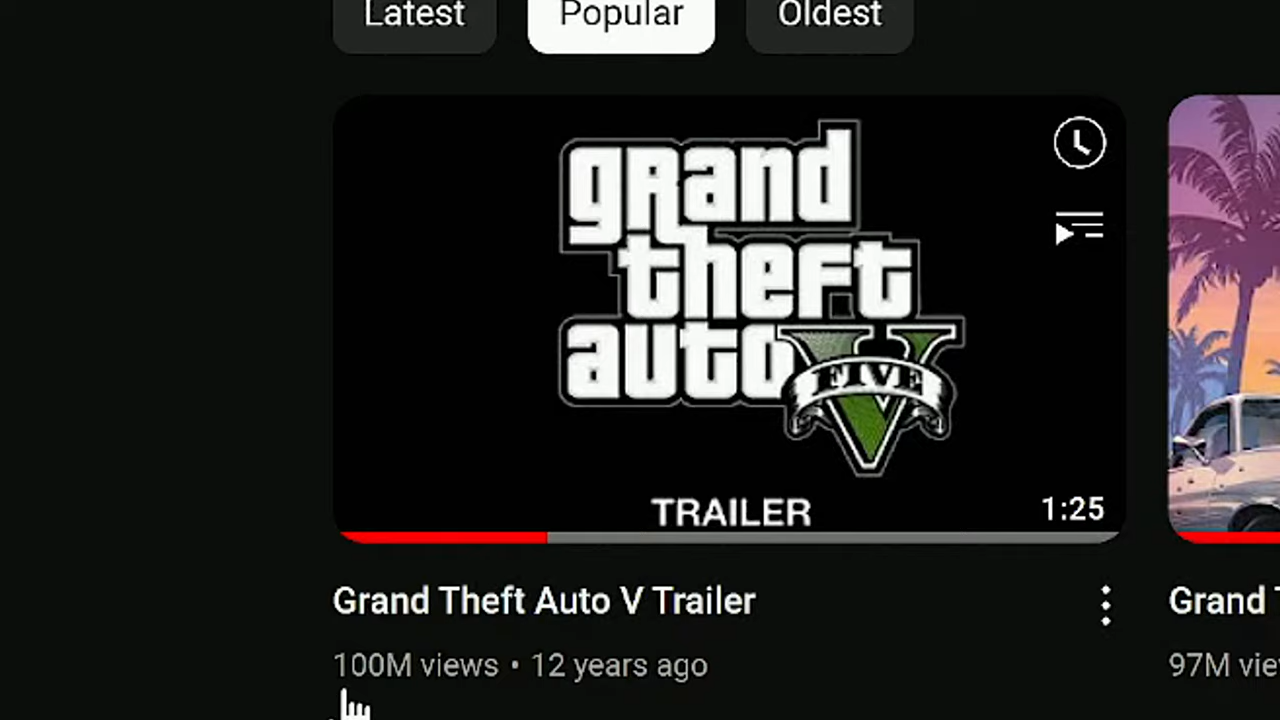 Latest
Popular
Oldest
grand
theft
auto V
FIVE
TRAILER
1:25
Grand Theft Auto V Trailer
100M views • 12 years ago
Grand
97M